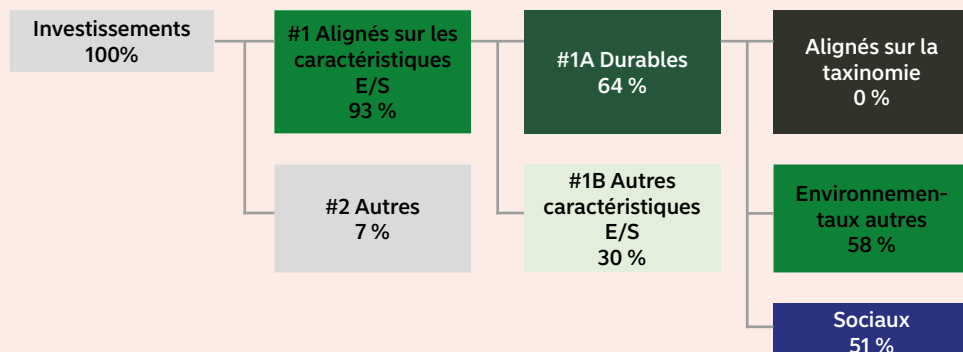 Investissements
100%
#1 Alignés sur les
caractéristiques
E/S
93 %
#1A Durables
64 %
Alignés sur la
taxinomie
0 %
#2 Autres
7 %
#1B Autres
caractéristiques
E/S
30 %
Environnemen-
taux autres
58 %
Sociaux
51 %